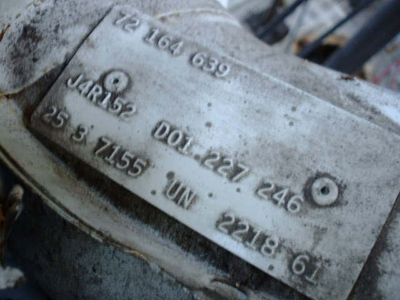 72 164 639
J4R152 D01.227 246
25 3 7155 UN 2218 61